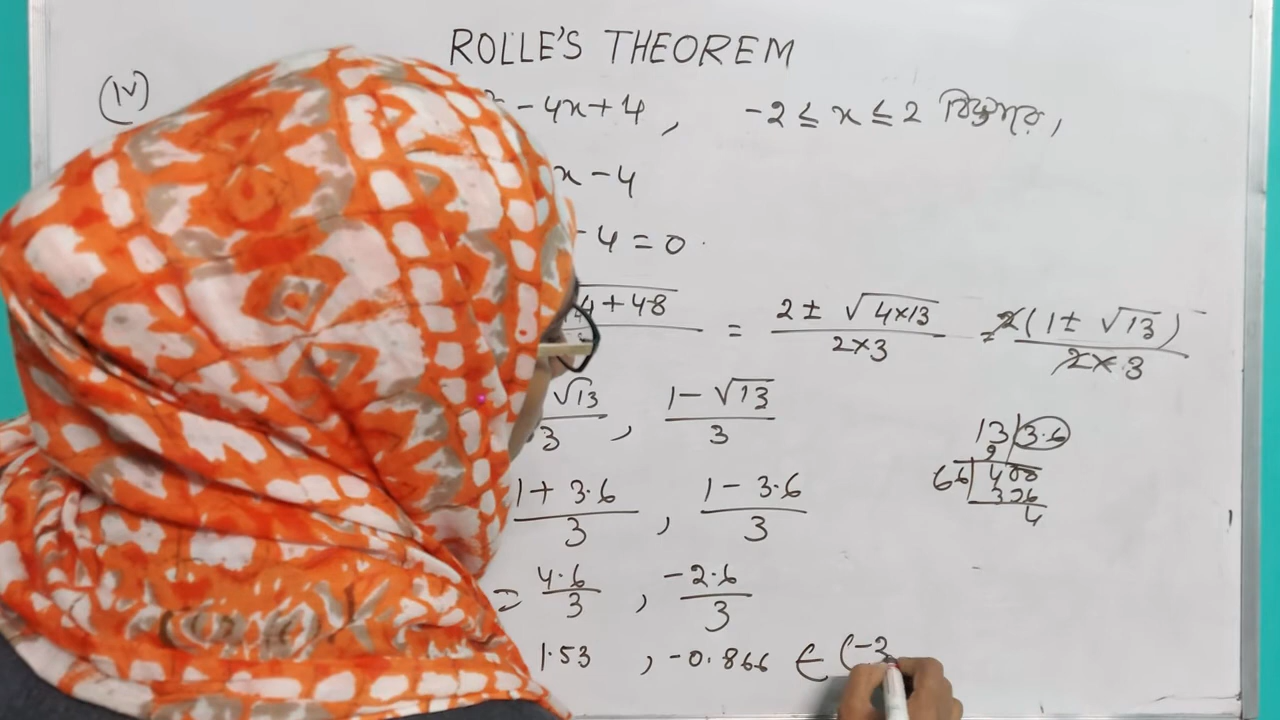 ROLLE'S THEOREM
(iv) ² - 4x + 4 , -2 ≤ x ≤ 2
x - 4
- 4 = 0
4 + 48 = 2 ± √4×13 / 2×3 = 2(1 ± √13) / 2×3
√13 / 3 , 1 - √13 / 3
1 + 3.6 / 3 , 1 - 3.6 / 3
= 4.6 / 3 , -2.6 / 3
1.53 , -0.866 ∈ (-2
13 | 3.6
9
66 | 400
396
4